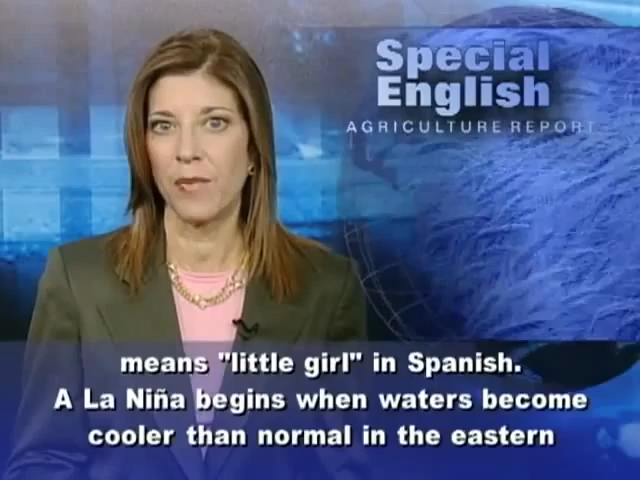 Special
English
AGRICULTURE REPORT
means "little girl" in Spanish.
A La Niña begins when waters become
cooler than normal in the eastern